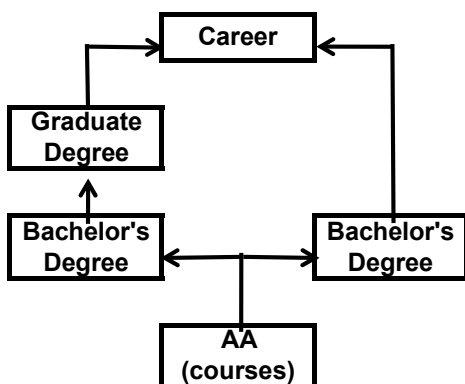 Career
Graduate
Degree
Bachelor's
Degree
Bachelor's
Degree
AA
(courses)